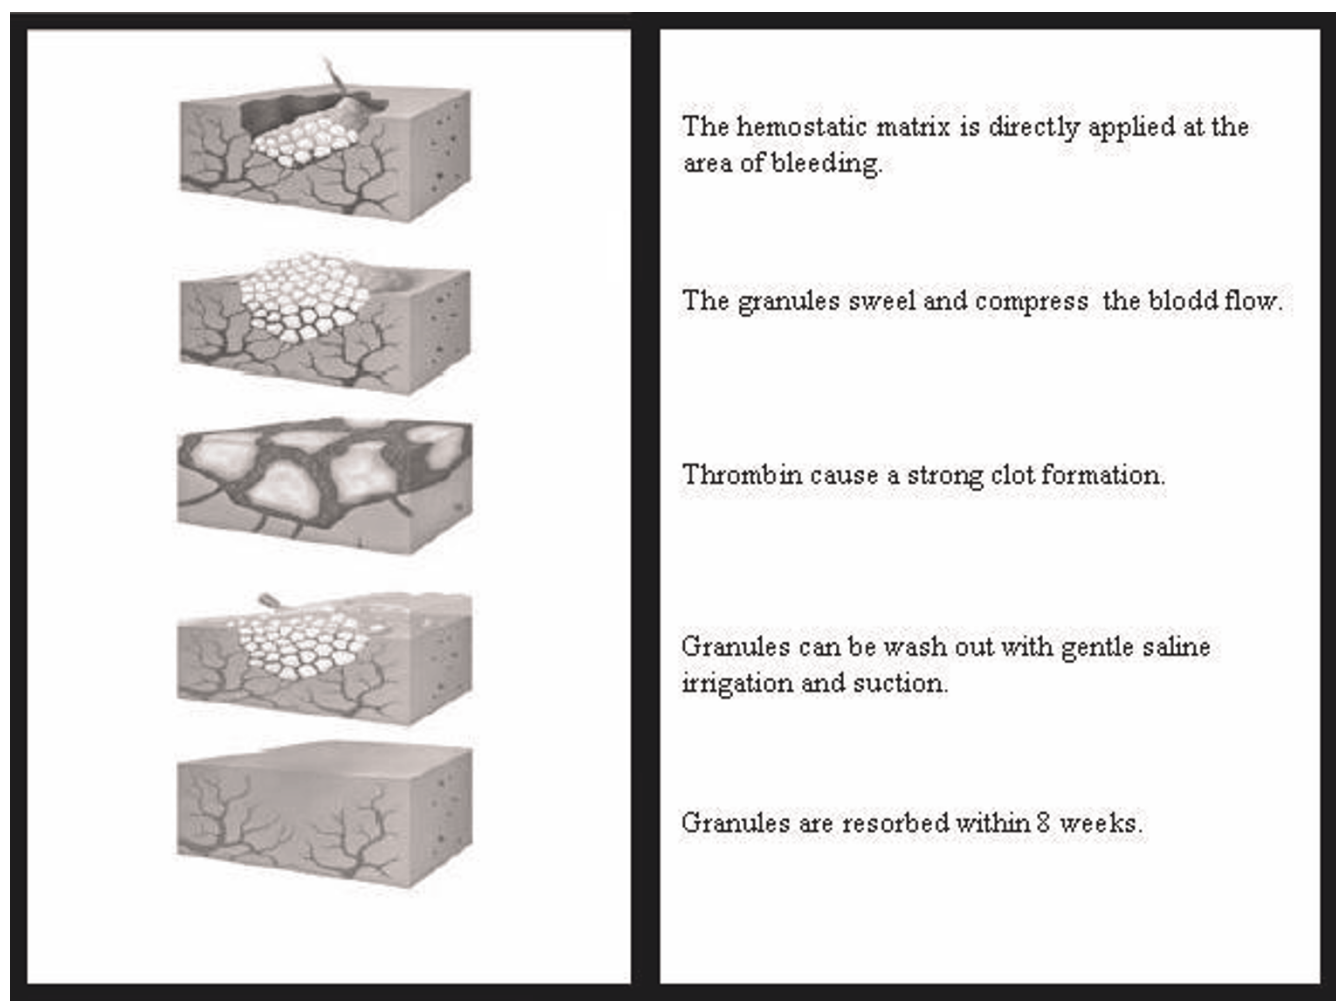 The hemostatic matrix is directly applied at the
area of bleeding.
The granules sweel and compress the blodd flow.
Thrombin cause a strong clot formation.
Granules can be wash out with gentle saline
irrigation and suction.
Granules are resorbed within 8 weeks.